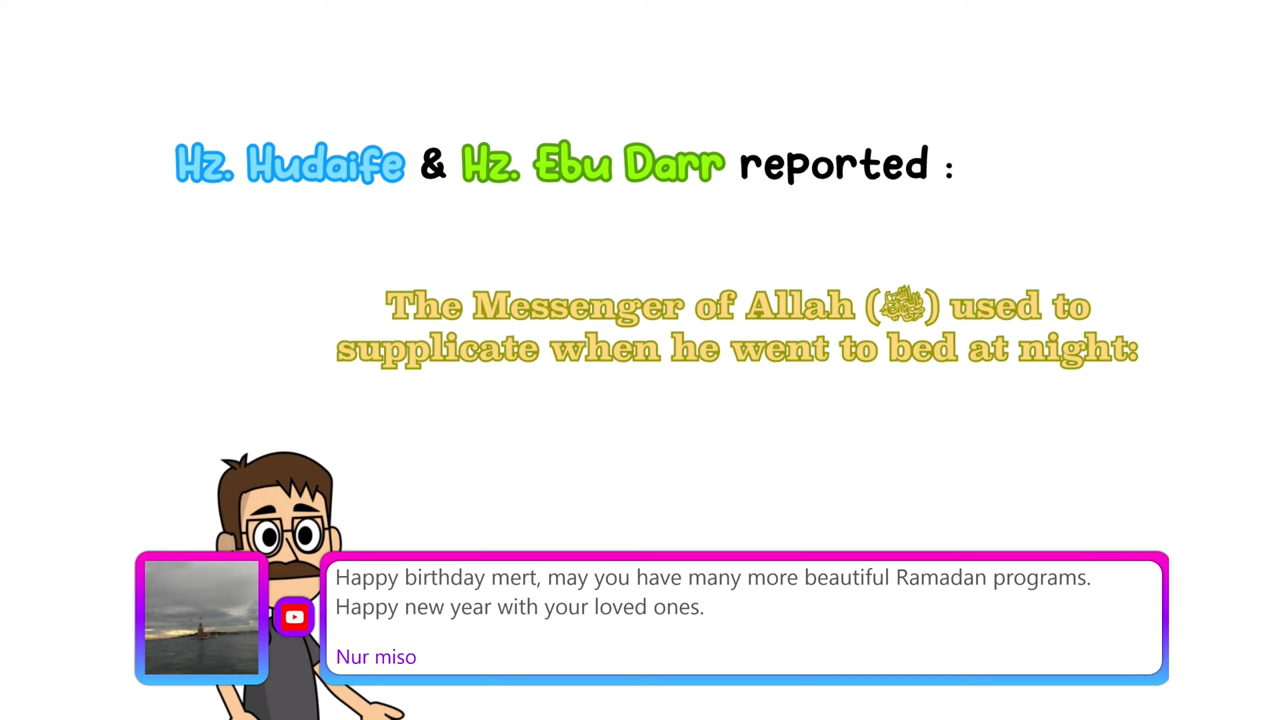 Hz. Hudaife & Hz. Ebu Darr reported :
The Messenger of Allah (ﷺ) used to
supplicate when he went to bed at night:
Happy birthday mert, may you have many more beautiful Ramadan programs.
Happy new year with your loved ones.
Nur miso